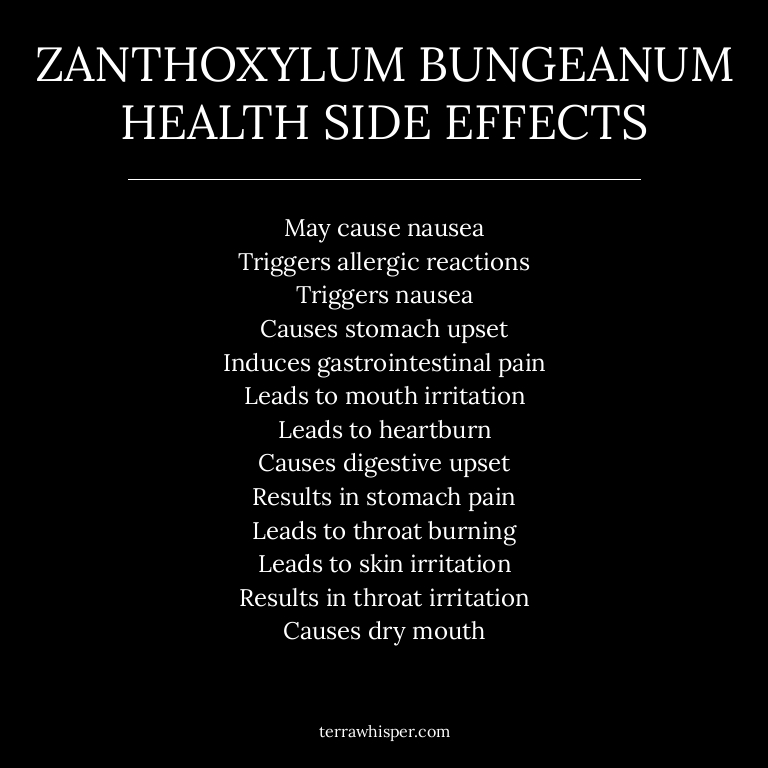 ZANTHOXYLUM BUNGEANUM
HEALTH SIDE EFFECTS
May cause nausea
Triggers allergic reactions
Triggers nausea
Causes stomach upset
Induces gastrointestinal pain
Leads to mouth irritation
Leads to heartburn
Causes digestive upset
Results in stomach pain
Leads to throat burning
Leads to skin irritation
Results in throat irritation
Causes dry mouth
terrawhisper.com